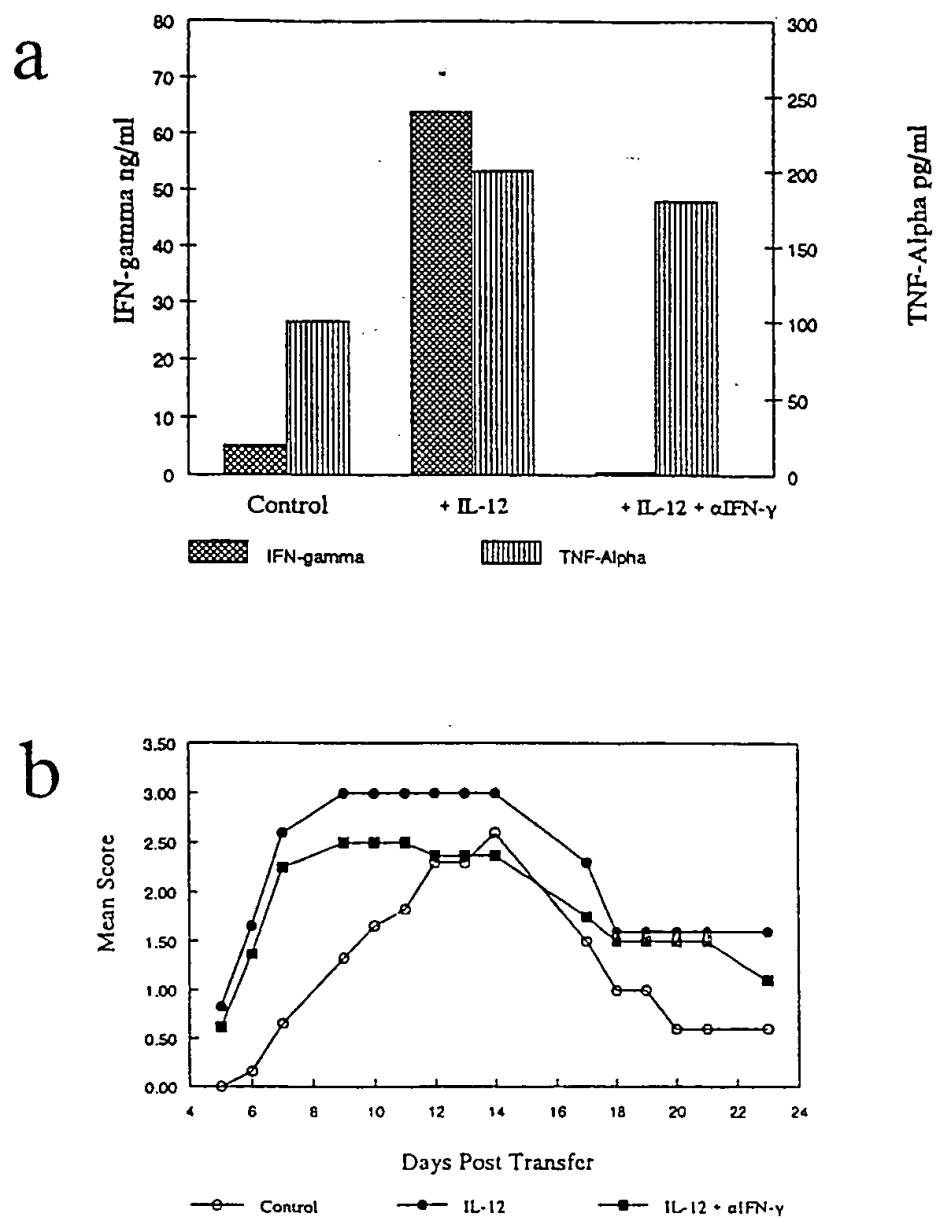 a
80
70
60
50
40
30
20
10
0
IFN-gamma ng/ml
300
250
200
150
100
50
0
TNF-Alpha pg/ml
Control + IL-12 + IL-12 + αIFN-γ
IFN-gamma TNF-Alpha
b
3.50
3.00
2.50
2.00
1.50
1.00
0.50
0.00
Mean Score
4 6 8 10 12 14 16 18 20 22 24
Days Post Transfer
Control IL-12 IL-12 + αIFN-γ